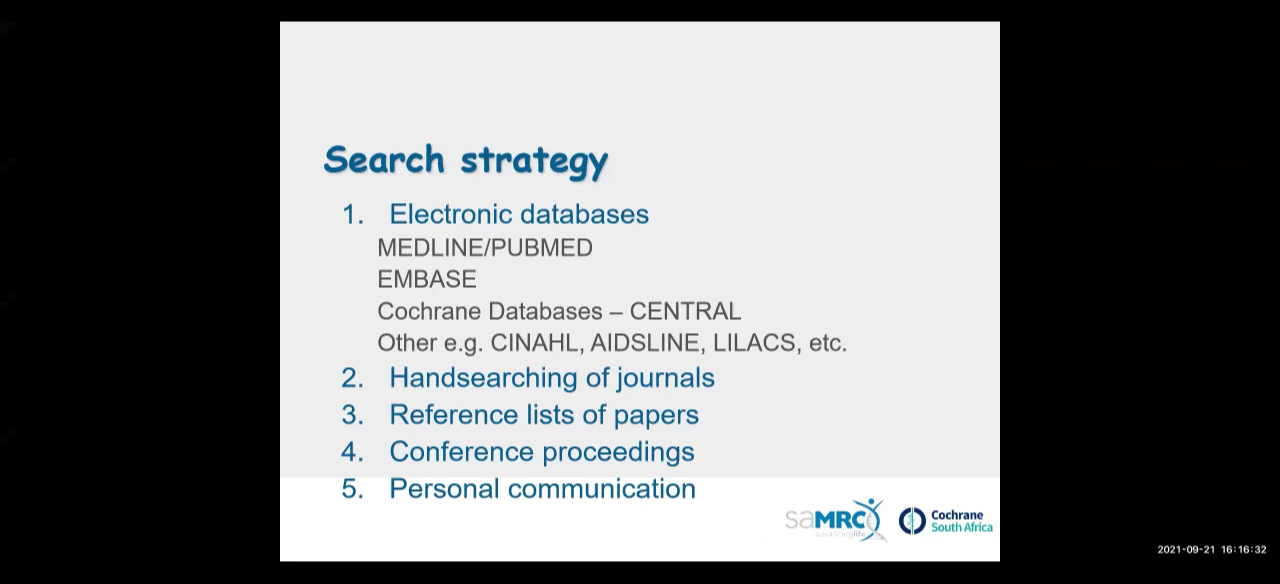 Search strategy
1. Electronic databases
MEDLINE/PUBMED
EMBASE
Cochrane Databases – CENTRAL
Other e.g. CINAHL, AIDSLINE, LILACS, etc.
2. Handsearching of journals
3. Reference lists of papers
4. Conference proceedings
5. Personal communication
saMRC
advancinglife
Cochrane
South Africa
2021-09-21 16:16:32